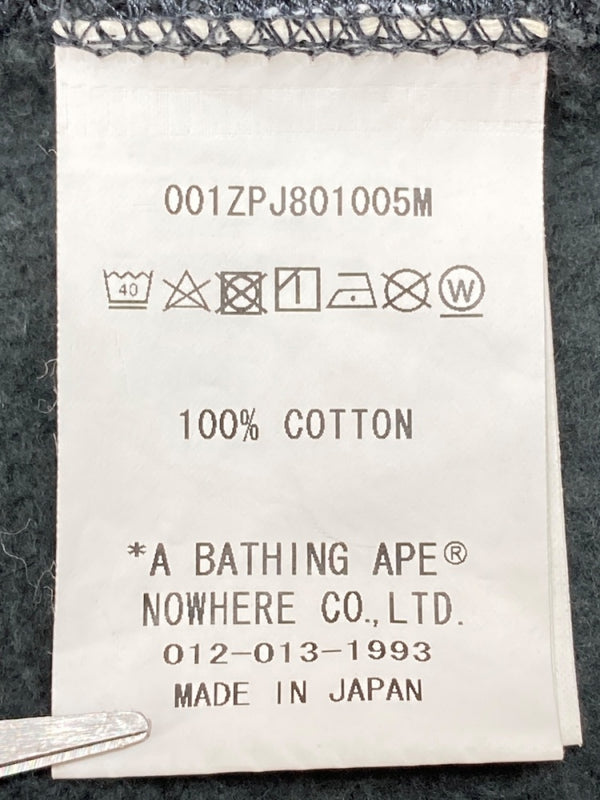 001ZPJ801005M
40 W
100% COTTON
*A BATHING APE®
NOWHERE CO.,LTD.
012-013-1993
MADE IN JAPAN